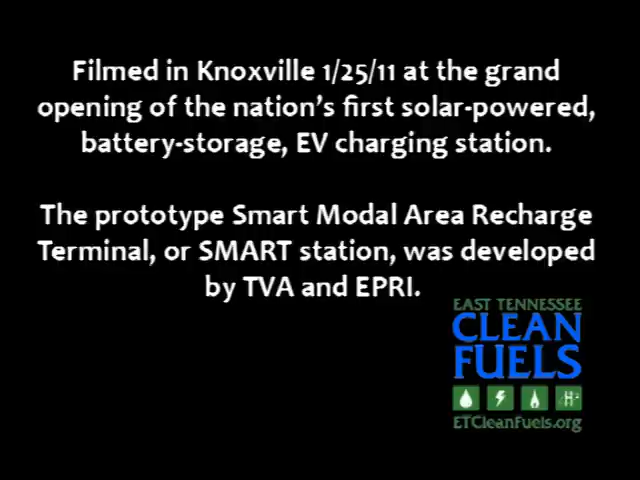 Filmed in Knoxville 1/25/11 at the grand
opening of the nation's first solar-powered,
battery-storage, EV charging station.
The prototype Smart Modal Area Recharge
Terminal, or SMART station, was developed
by TVA and EPRI.
EAST TENNESSEE
CLEAN
FUELS
H²
ETCleanFuels.org